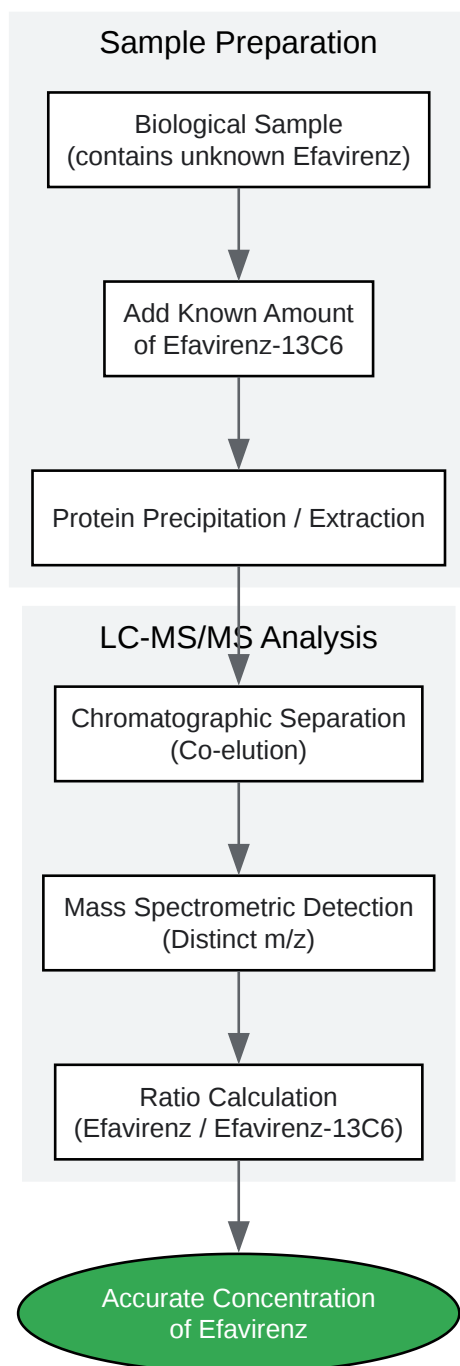 Sample Preparation
Biological Sample
(contains unknown Efavirenz)
Add Known Amount
of Efavirenz-13C6
Protein Precipitation / Extraction
LC-MS/MS Analysis
Chromatographic Separation
(Co-elution)
Mass Spectrometric Detection
(Distinct m/z)
Ratio Calculation
(Efavirenz / Efavirenz-13C6)
Accurate Concentration
of Efavirenz